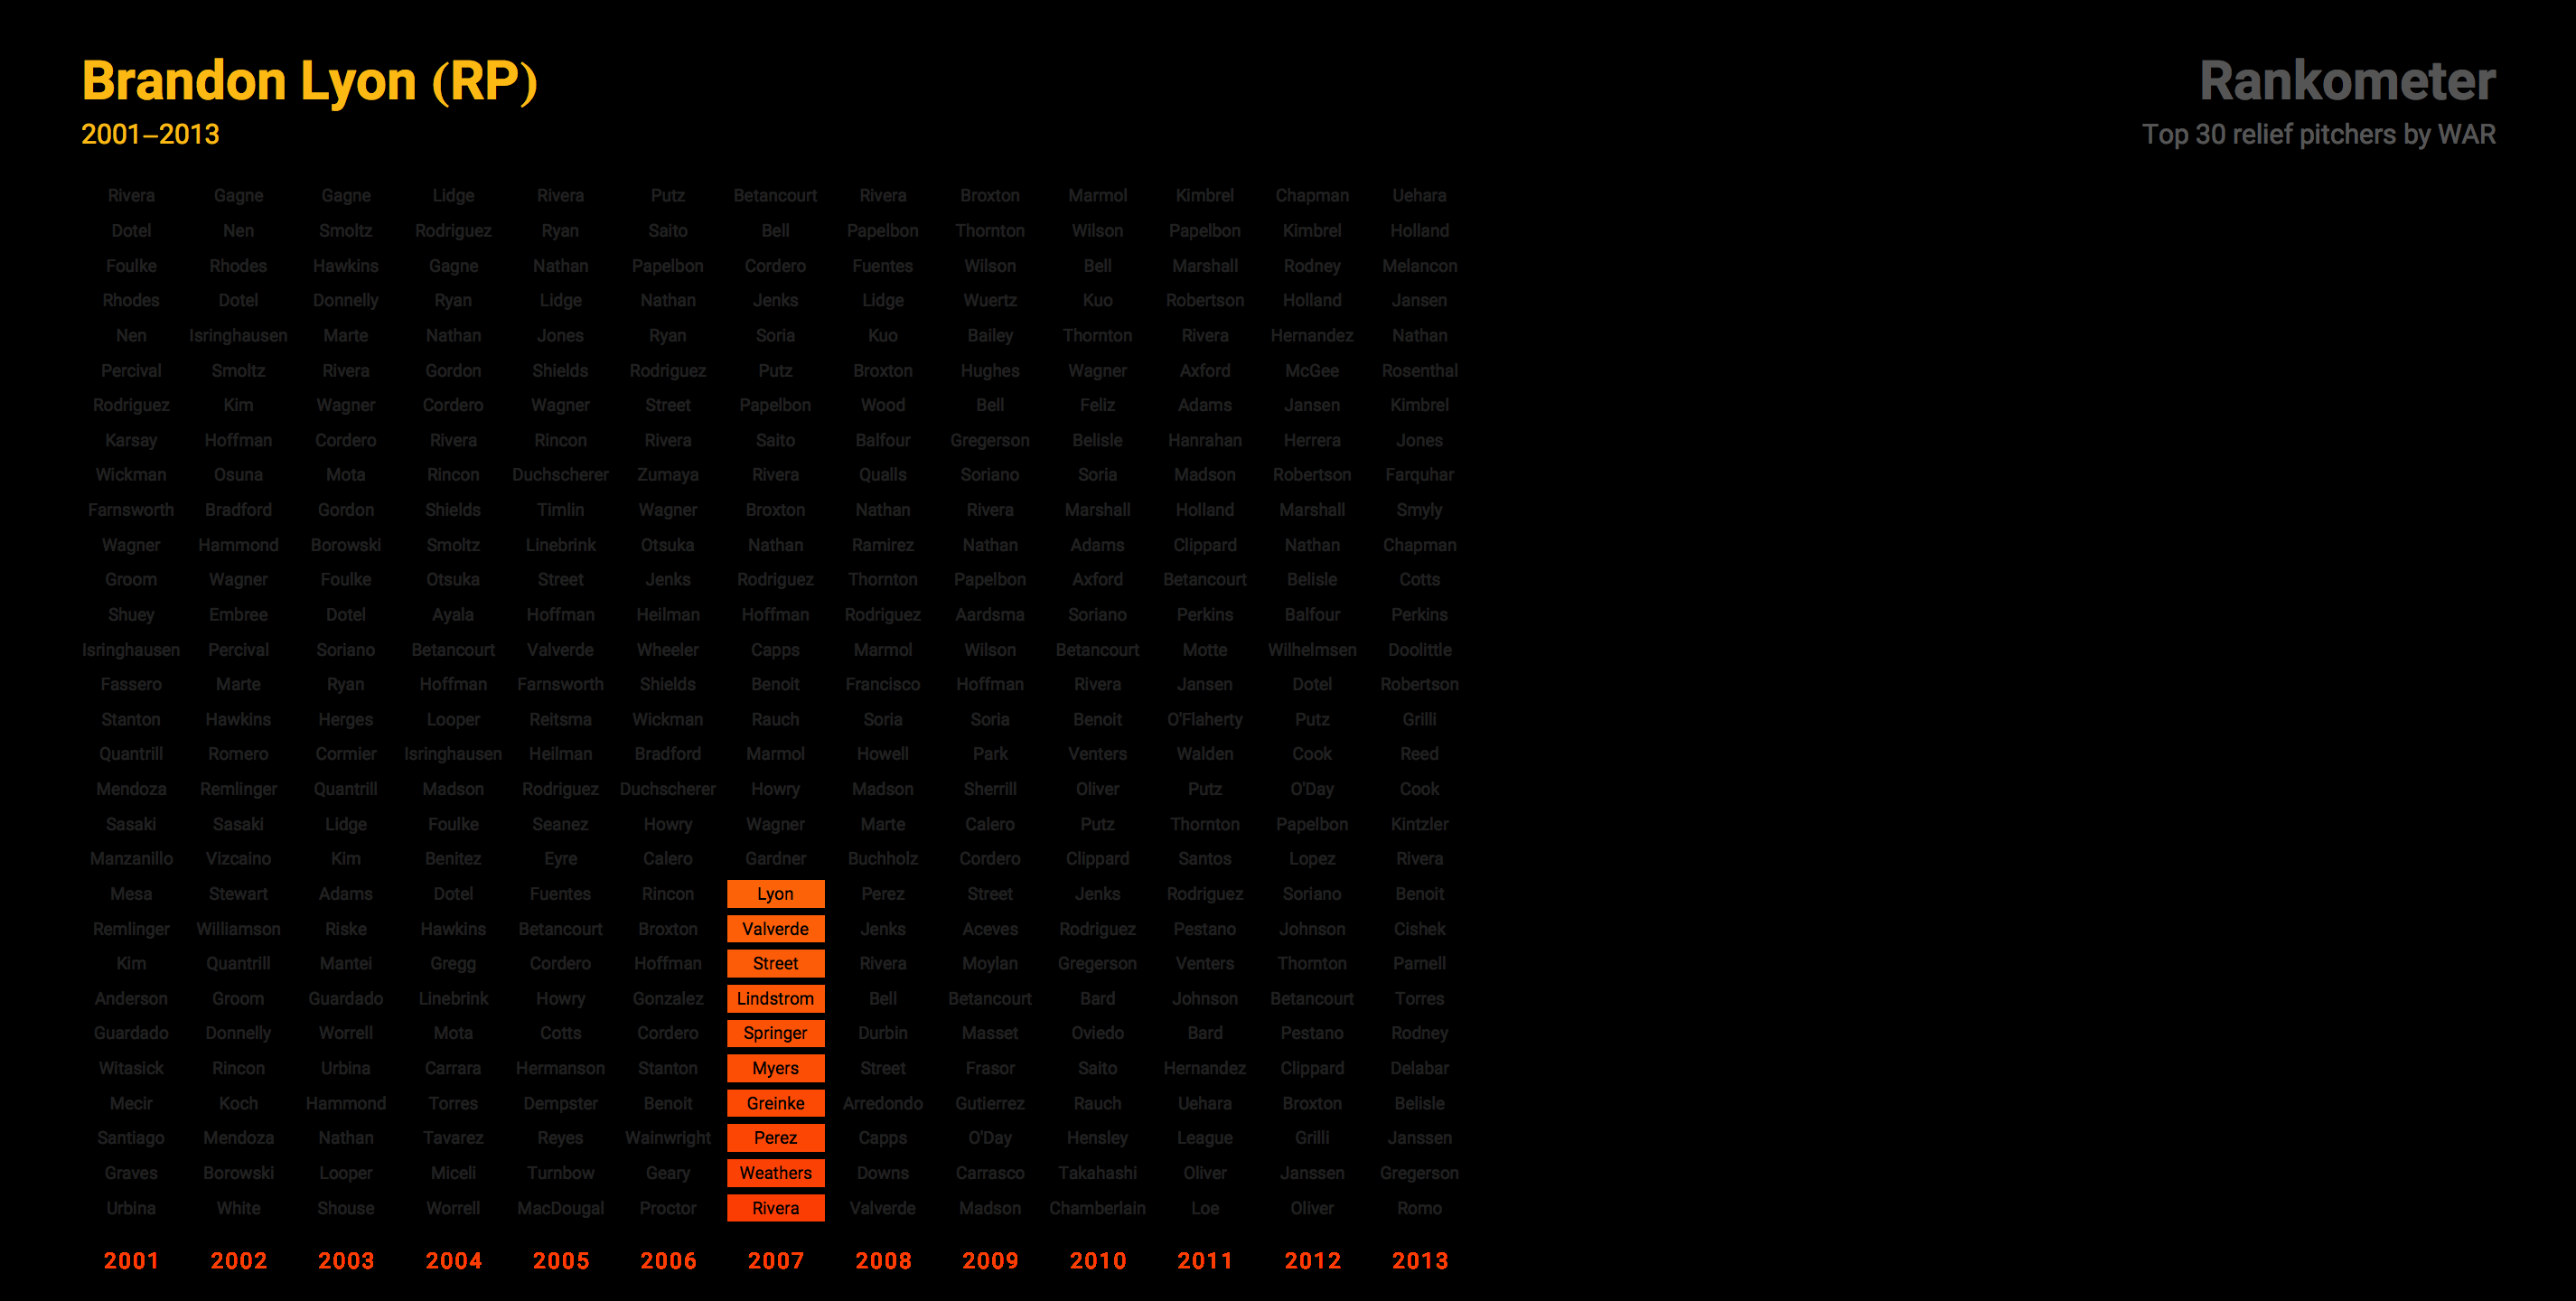 Brandon Lyon (RP)
2001–2013
Rankometer
Top 30 relief pitchers by WAR
Rivera Gagne Gagne Lidge Rivera Putz Betancourt Rivera Broxton Marmol Kimbrel Chapman Uehara
Dotel Nen Smoltz Rodriguez Ryan Saito Bell Papelbon Thornton Wilson Papelbon Kimbrel Holland
Foulke Rhodes Hawkins Gagne Nathan Papelbon Cordero Fuentes Wilson Bell Marshall Rodney Melancon
Rhodes Dotel Donnelly Ryan Lidge Nathan Jenks Lidge Wuertz Kuo Robertson Holland Jansen
Nen Isringhausen Marte Nathan Jones Ryan Soria Kuo Bailey Thornton Rivera Hernandez Nathan
Percival Smoltz Rivera Gordon Shields Rodriguez Putz Broxton Hughes Wagner Axford McGee Rosenthal
Rodriguez Kim Wagner Cordero Wagner Street Papelbon Wood Bell Feliz Adams Jansen Kimbrel
Karsay Hoffman Cordero Rivera Rincon Rivera Saito Balfour Gregerson Belisle Hanrahan Herrera Jones
Wickman Osuna Mota Rincon Duchscherer Zumaya Rivera Qualls Soriano Soria Madson Robertson Farquhar
Farnsworth Bradford Gordon Shields Timlin Wagner Broxton Nathan Rivera Marshall Holland Marshall Smyly
Wagner Hammond Borowski Smoltz Linebrink Otsuka Nathan Ramirez Nathan Adams Clippard Nathan Chapman
Groom Wagner Foulke Otsuka Street Jenks Rodriguez Thornton Papelbon Axford Betancourt Belisle Cotts
Shuey Embree Dotel Ayala Hoffman Heilman Hoffman Rodriguez Aardsma Soriano Perkins Balfour Perkins
Isringhausen Percival Soriano Betancourt Valverde Wheeler Capps Marmol Wilson Betancourt Motte Wilhelmsen Doolittle
Fassero Marte Ryan Hoffman Farnsworth Shields Benoit Francisco Hoffman Rivera Jansen Dotel Robertson
Stanton Hawkins Herges Looper Reitsma Wickman Rauch Soria Soria Benoit O'Flaherty Putz Grilli
Quantrill Romero Cormier Isringhausen Heilman Bradford Marmol Howell Park Venters Walden Cook Reed
Mendoza Remlinger Quantrill Madson Rodriguez Duchscherer Howry Madson Sherrill Oliver Putz O'Day Cook
Sasaki Sasaki Lidge Foulke Seanez Howry Wagner Marte Calero Putz Thornton Papelbon Kintzler
Manzanillo Vizcaino Kim Benitez Eyre Calero Gardner Buchholz Cordero Clippard Santos Lopez Rivera
Mesa Stewart Adams Dotel Fuentes Rincon Lyon Perez Street Jenks Rodriguez Soriano Benoit
Remlinger Williamson Riske Hawkins Betancourt Broxton Valverde Jenks Aceves Rodriguez Pestano Johnson Cishek
Kim Quantrill Mantei Gregg Cordero Hoffman Street Rivera Moylan Gregerson Venters Thornton Parnell
Anderson Groom Guardado Linebrink Howry Gonzalez Lindstrom Bell Betancourt Bard Johnson Betancourt Torres
Guardado Donnelly Worrell Mota Cotts Cordero Springer Durbin Masset Oviedo Bard Pestano Rodney
Witasick Rincon Urbina Carrara Hermanson Stanton Myers Street Frasor Saito Hernandez Clippard Delabar
Mecir Koch Hammond Torres Dempster Benoit Greinke Arredondo Gutierrez Rauch Uehara Broxton Belisle
Santiago Mendoza Nathan Tavarez Reyes Wainwright Perez Capps O'Day Hensley League Grilli Janssen
Graves Borowski Looper Miceli Turnbow Geary Weathers Downs Carrasco Takahashi Oliver Janssen Gregerson
Urbina White Shouse Worrell MacDougal Proctor Rivera Valverde Madson Chamberlain Loe Oliver Romo
2001 2002 2003 2004 2005 2006 2007 2008 2009 2010 2011 2012 2013